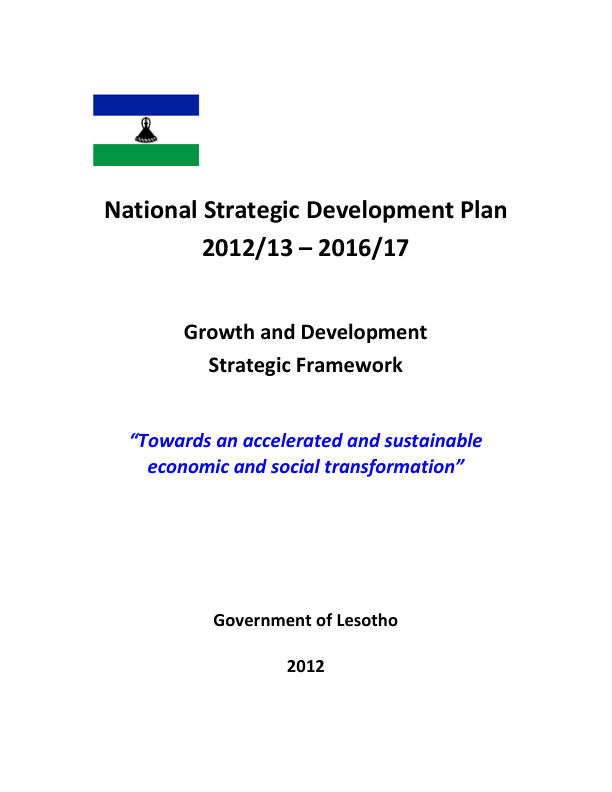 National Strategic Development Plan
2012/13 – 2016/17
Growth and Development
Strategic Framework
“Towards an accelerated and sustainable
economic and social transformation”
Government of Lesotho
2012